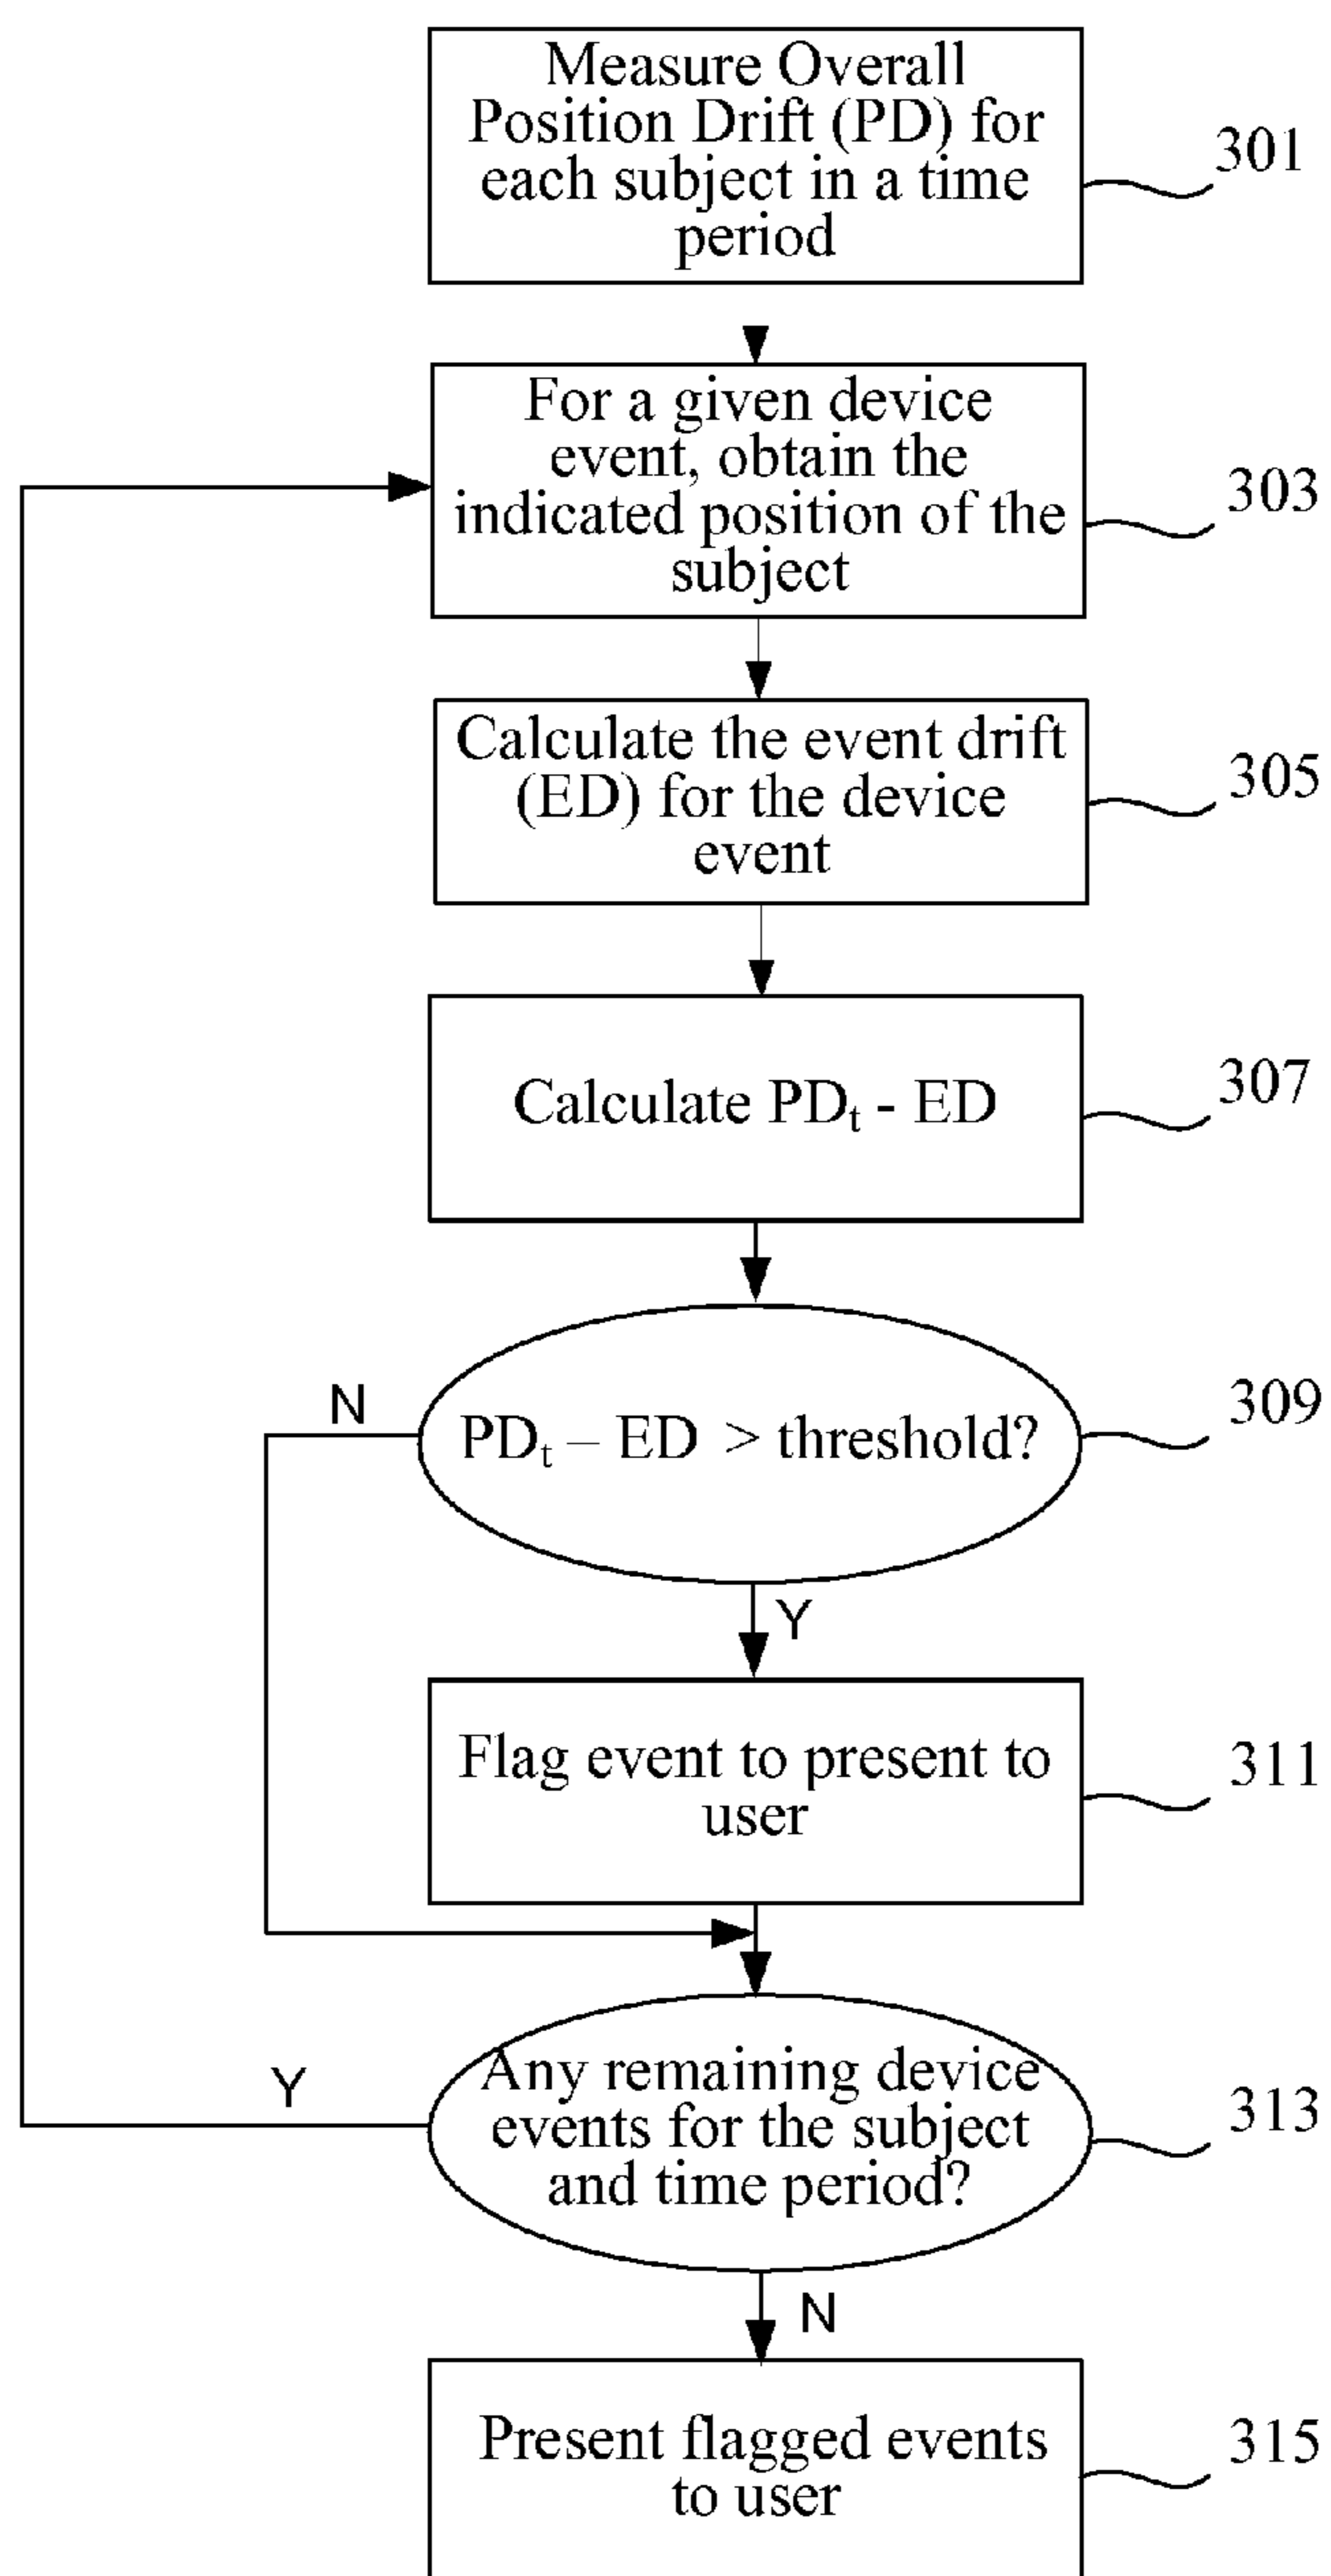 Measure Overall
Position Drift (PD) for
each subject in a time
period
301
For a given device
event, obtain the
indicated position of the
subject
303
Calculate the event drift
(ED) for the device
event
305
Calculate PDt - ED
307
PDt – ED > threshold?
309
N
Y
Flag event to present to
user
311
Any remaining device
events for the subject
and time period?
313
Y
N
Present flagged events
to user
315